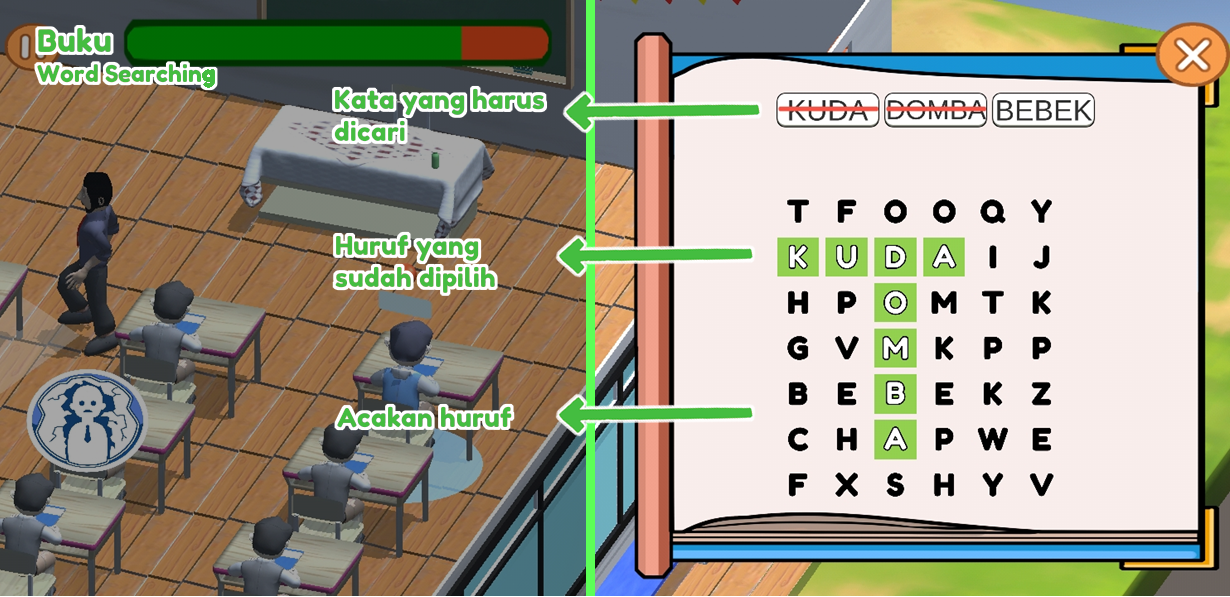 Buku
Word Searching
Kata yang harus
dicari
Huruf yang
sudah dipilih
Acakan huruf
KUDA DOMBA BEBEK
T F O O Q Y
K U D A I J
H P O M T K
G V M K P P
B E B E K Z
C H A P W E
F X S H Y V